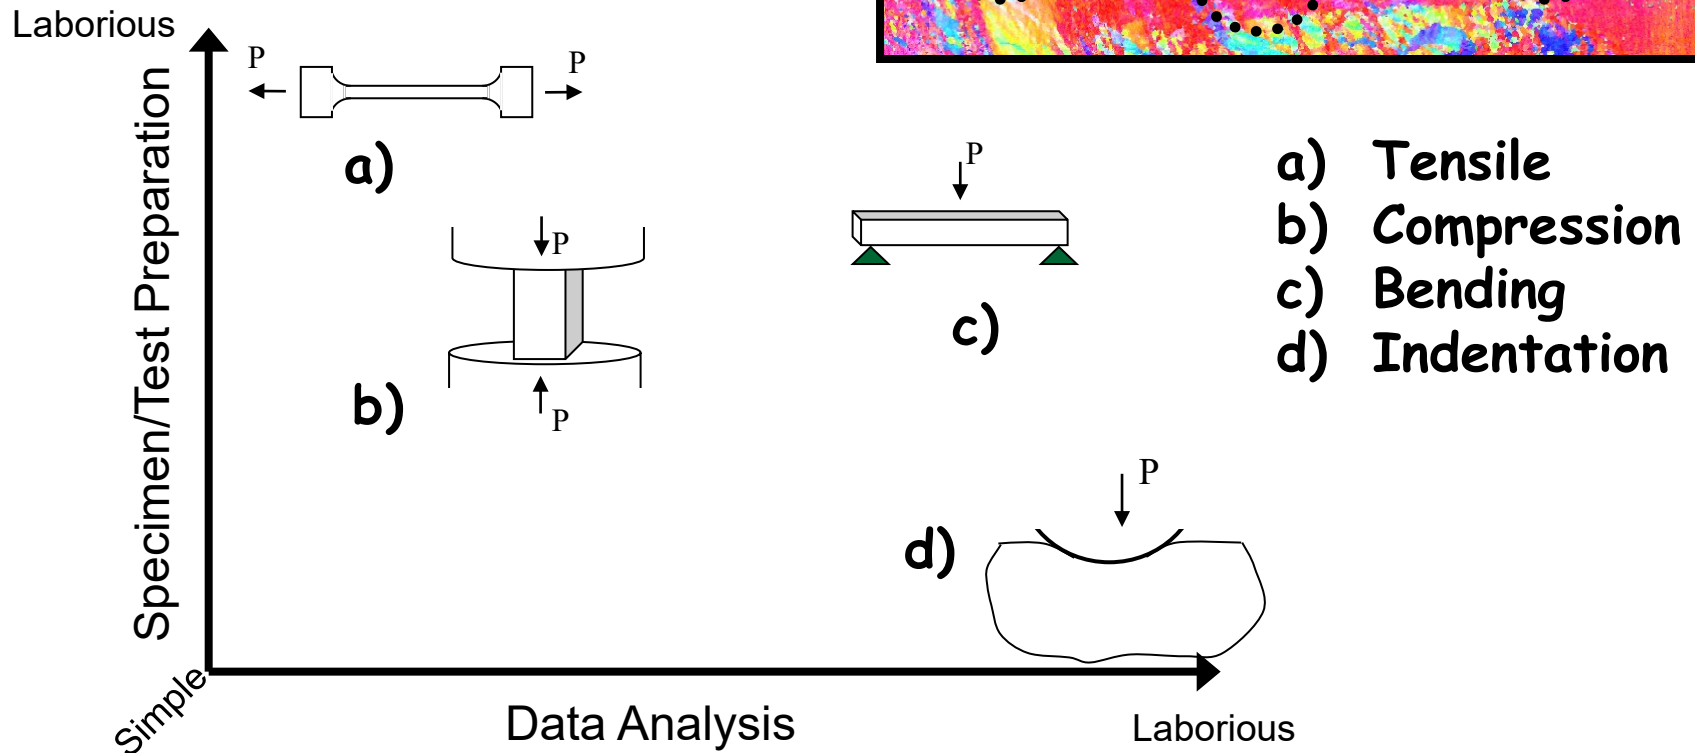 Laborious
Specimen/Test Preparation
P
P
a)
P
b)
P
P
c)
P
d)
a) Tensile
b) Compression
c) Bending
d) Indentation
Simple
Data Analysis
Laborious